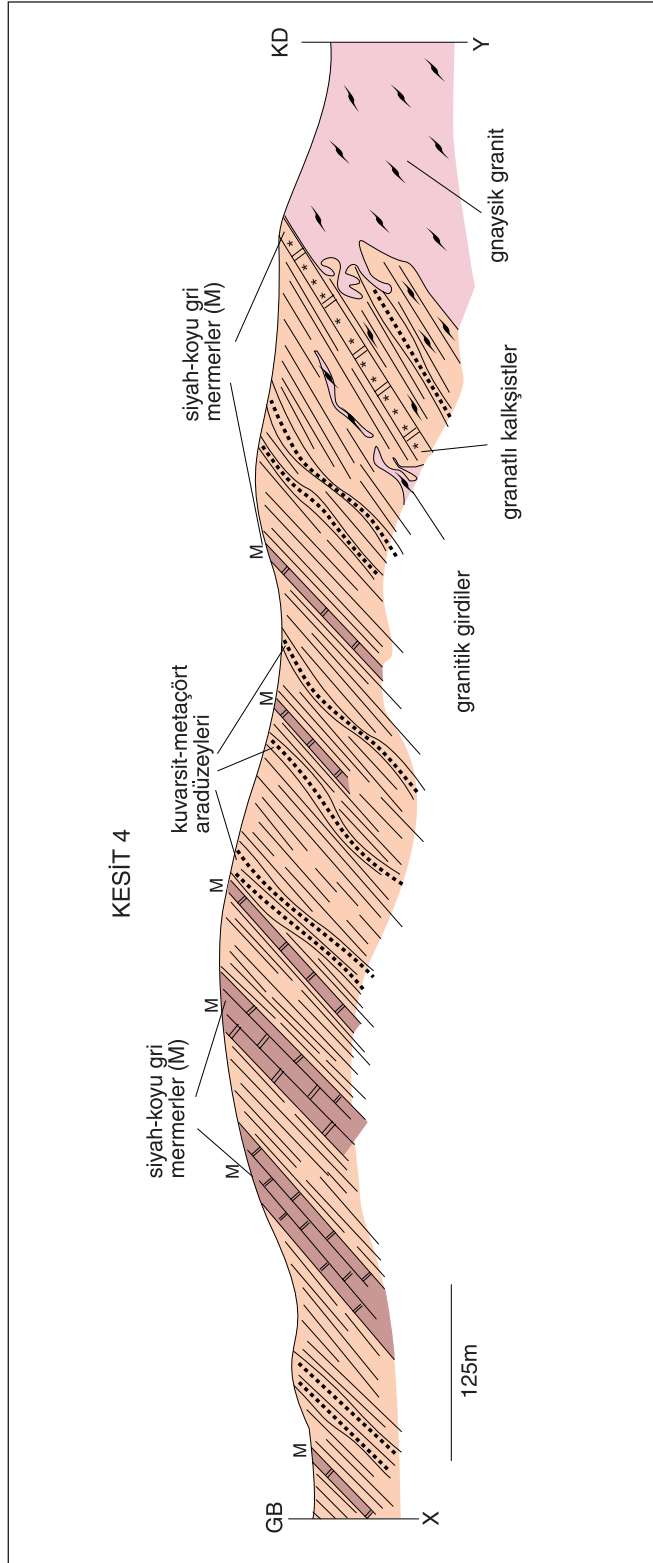 KESİT 4
GB
KD
X
Y
M
M
M
M
M
M
siyah-koyu gri
mermerler (M)
kuvarsit-metaçört
aradüzeyleri
siyah-koyu gri
mermerler (M)
125m
granitik girdiler
granatlı kalkşistler
gnaysik granit